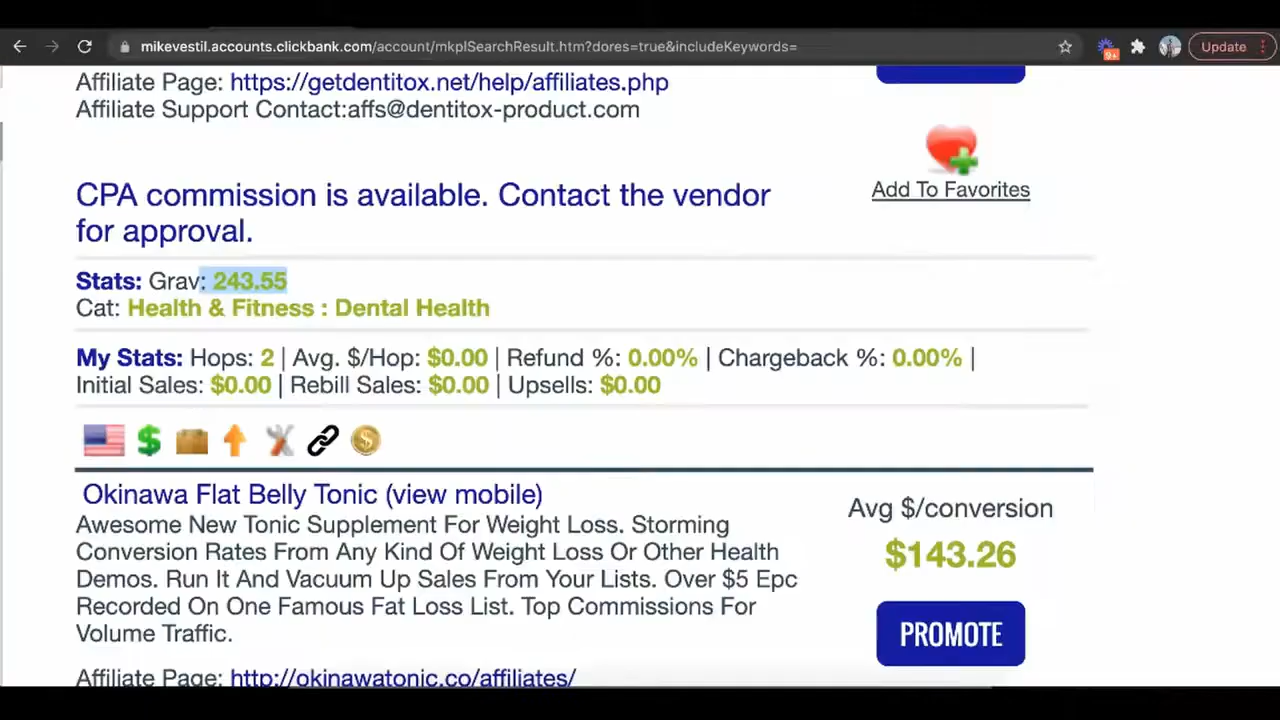 mikevestil.accounts.clickbank.com/account/mkplSearchResult.htm?dores=true&includeKeywords=
9+
Update
Affiliate Page: https://getdentitox.net/help/affiliates.php
Affiliate Support Contact:affs@dentitox-product.com
Add To Favorites
CPA commission is available. Contact the vendor
for approval.
Stats: Grav: 243.55
Cat: Health & Fitness : Dental Health
My Stats: Hops: 2 | Avg. $/Hop: $0.00 | Refund %: 0.00% | Chargeback %: 0.00% |
Initial Sales: $0.00 | Rebill Sales: $0.00 | Upsells: $0.00
Okinawa Flat Belly Tonic (view mobile)
Awesome New Tonic Supplement For Weight Loss. Storming
Conversion Rates From Any Kind Of Weight Loss Or Other Health
Demos. Run It And Vacuum Up Sales From Your Lists. Over $5 Epc
Recorded On One Famous Fat Loss List. Top Commissions For
Volume Traffic.
Avg $/conversion
$143.26
PROMOTE
Affiliate Page: http://okinawatonic.co/affiliates/